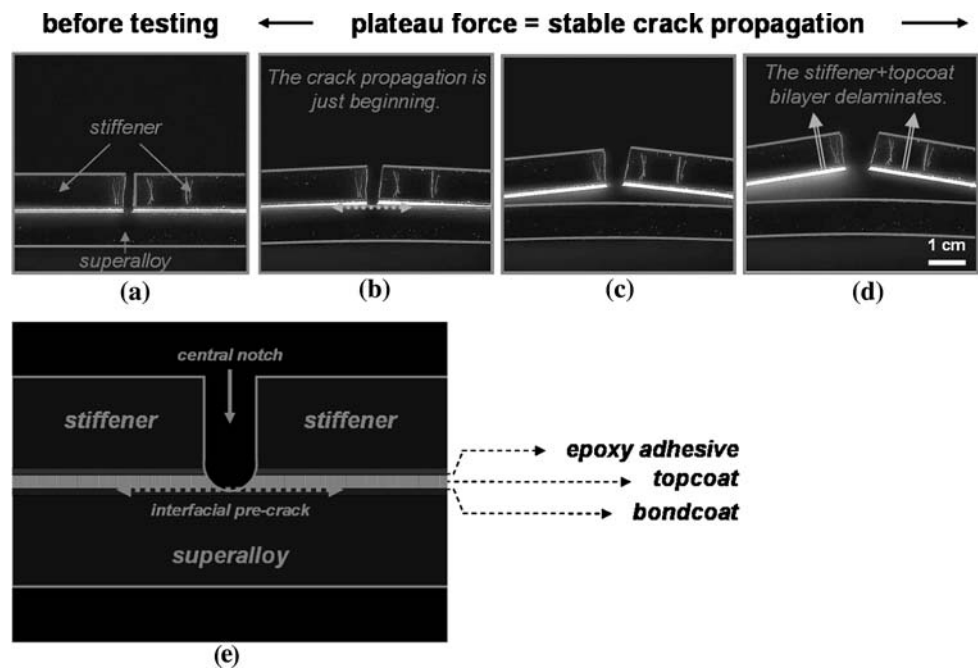 before testing
plateau force = stable crack propagation
stiffener
superalloy
(a)
The crack propagation is
just beginning.
(b)
(c)
The stiffener+topcoat
bilayer delaminates.
1 cm
(d)
central notch
stiffener
stiffener
epoxy adhesive
topcoat
bondcoat
interfacial pre-crack
superalloy
(e)